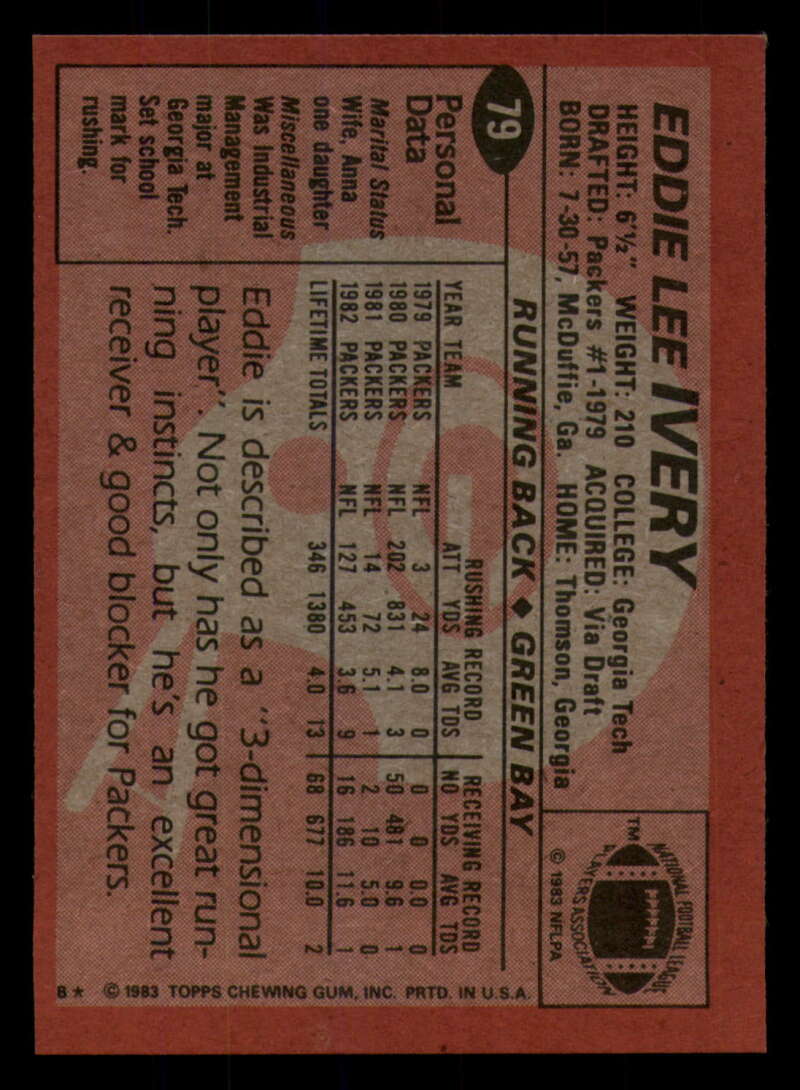 EDDIE LEE IVERY
HEIGHT: 6'½" WEIGHT: 210 COLLEGE: Georgia Tech
DRAFTED: Packers #1-1979 ACQUIRED: Via Draft
BORN: 7-30-57, McDuffie, Ga. HOME: Thomson, Georgia
NATIONAL FOOTBALL LEAGUE
PLAYERS ASSOCIATION
TM
© 1983 NFLPA
79
RUNNING BACK ♦ GREEN BAY
Personal
Data
Marital Status
Wife, Anna
one daughter
Miscellaneous
Was Industrial
Management
major at
Georgia Tech.
Set school
mark for
rushing.
RUSHING RECORD RECEIVING RECORD
YEAR TEAM ATT YDS AVG TDS NO YDS AVG TDS
1979 PACKERS NFL 3 24 8.0 0 0 0 0.0 0
1980 PACKERS NFL 202 831 4.1 3 50 481 9.6 1
1981 PACKERS NFL 14 72 5.1 1 2 10 5.0 0
1982 PACKERS NFL 127 453 3.6 9 16 186 11.6 1
LIFETIME TOTALS 346 1380 4.0 13 68 677 10.0 2
Eddie is described as a "3-dimensional
player". Not only has he got great run-
ning instincts, but he's an excellent
receiver & good blocker for Packers.
B★ © 1983 TOPPS CHEWING GUM, INC. PRTD. IN U.S.A.